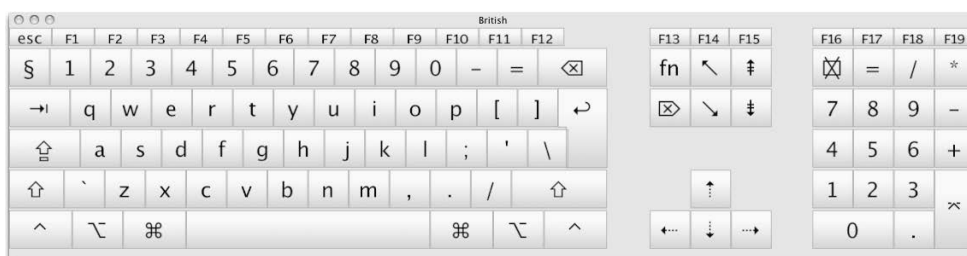 British
esc F1 F2 F3 F4 F5 F6 F7 F8 F9 F10 F11 F12 F13 F14 F15 F16 F17 F18 F19
§ 1 2 3 4 5 6 7 8 9 0 - = ⌫ fn ↖ ⇞ ⌧ = / *
⇥ q w e r t y u i o p [ ] ↩ ⌦ ↘ ⇟ 7 8 9 -
⇪ a s d f g h j k l ; ' \ 4 5 6 +
⇧ ` z x c v b n m , . / ⇧ ⇡ 1 2 3 ⌅
^ ⌥ ⌘ ⌘ ⌥ ^ ⇠ ⇣ ⇢ 0 .